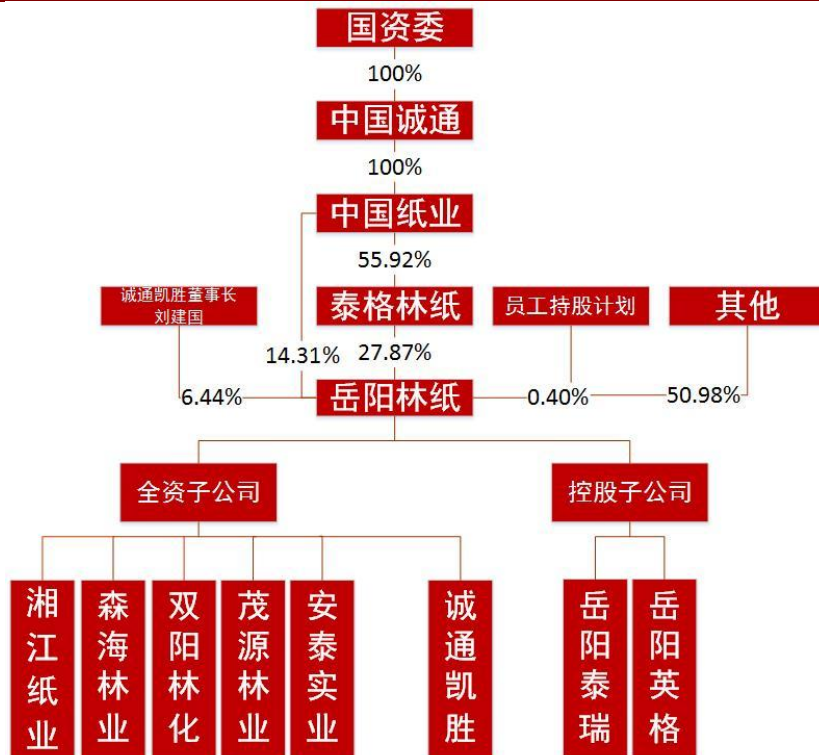 国资委
100%
中国诚通
100%
中国纸业
55.92%
诚通凯胜董事长
刘建国
泰格林纸
员工持股计划
其他
14.31%
27.87%
6.44%
岳阳林纸
0.40%
50.98%
全资子公司
控股子公司
湘江纸业
森海林业
双阳林化
茂源林业
安泰实业
诚通凯胜
岳阳泰瑞
岳阳英格